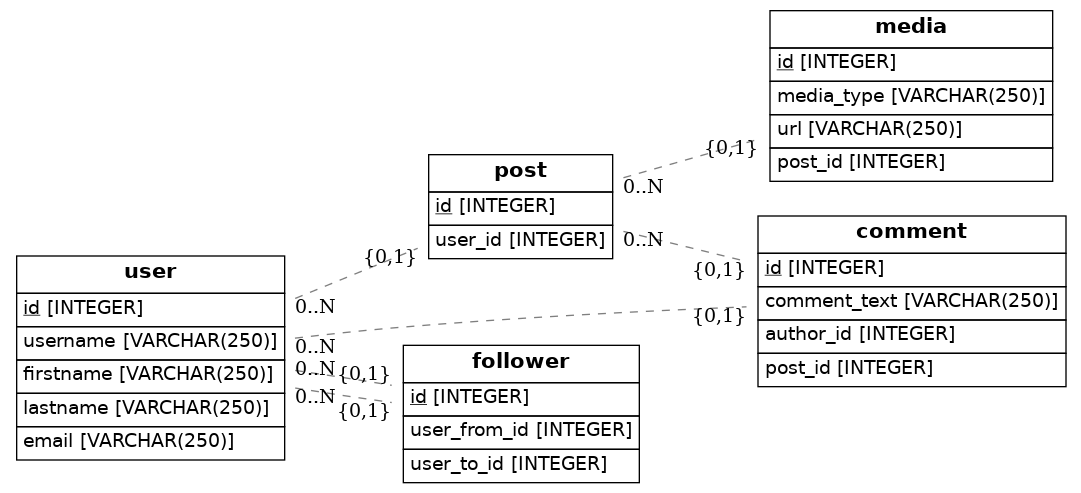 media
id [INTEGER]
media_type [VARCHAR(250)]
url [VARCHAR(250)]
post_id [INTEGER]
{0,1}
0..N
post
id [INTEGER]
user_id [INTEGER]
0..N
{0,1}
comment
id [INTEGER]
comment_text [VARCHAR(250)]
author_id [INTEGER]
post_id [INTEGER]
{0,1}
{0,1}
user
id [INTEGER]
username [VARCHAR(250)]
firstname [VARCHAR(250)]
lastname [VARCHAR(250)]
email [VARCHAR(250)]
0..N
0..N
0..N
{0,1}
0..N
{0,1}
follower
id [INTEGER]
user_from_id [INTEGER]
user_to_id [INTEGER]